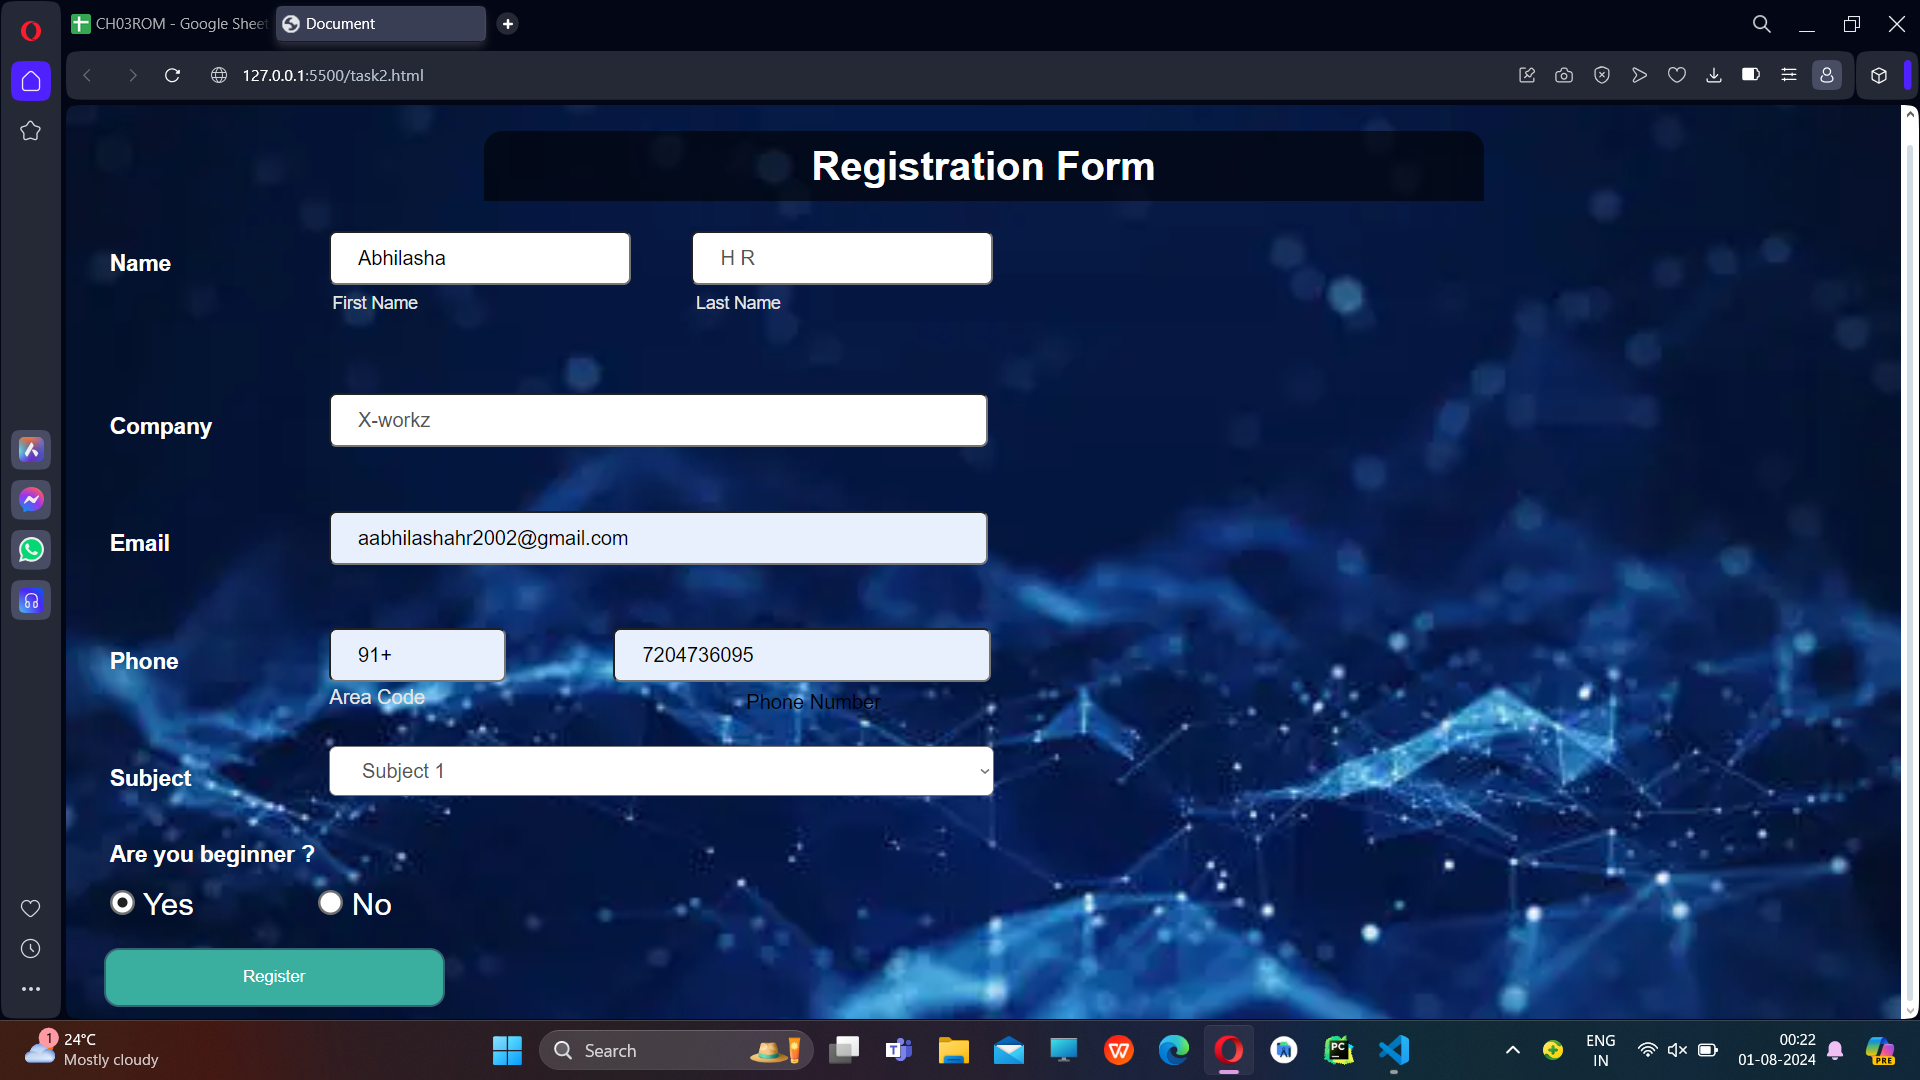 CH03ROM - Google Sheet
Document
127.0.0.1:5500/task2.html
Registration Form
Name
Abhilasha
H R
First Name
Last Name
Company
X-workz
Email
aabhilashahr2002@gmail.com
Phone
91+
7204736095
Area Code
Phone Number
Subject
Subject 1
Are you beginner ?
Yes
No
Register
1
24°C
Mostly cloudy
Search
ENG
IN
00:22
01-08-2024
PC
PRE